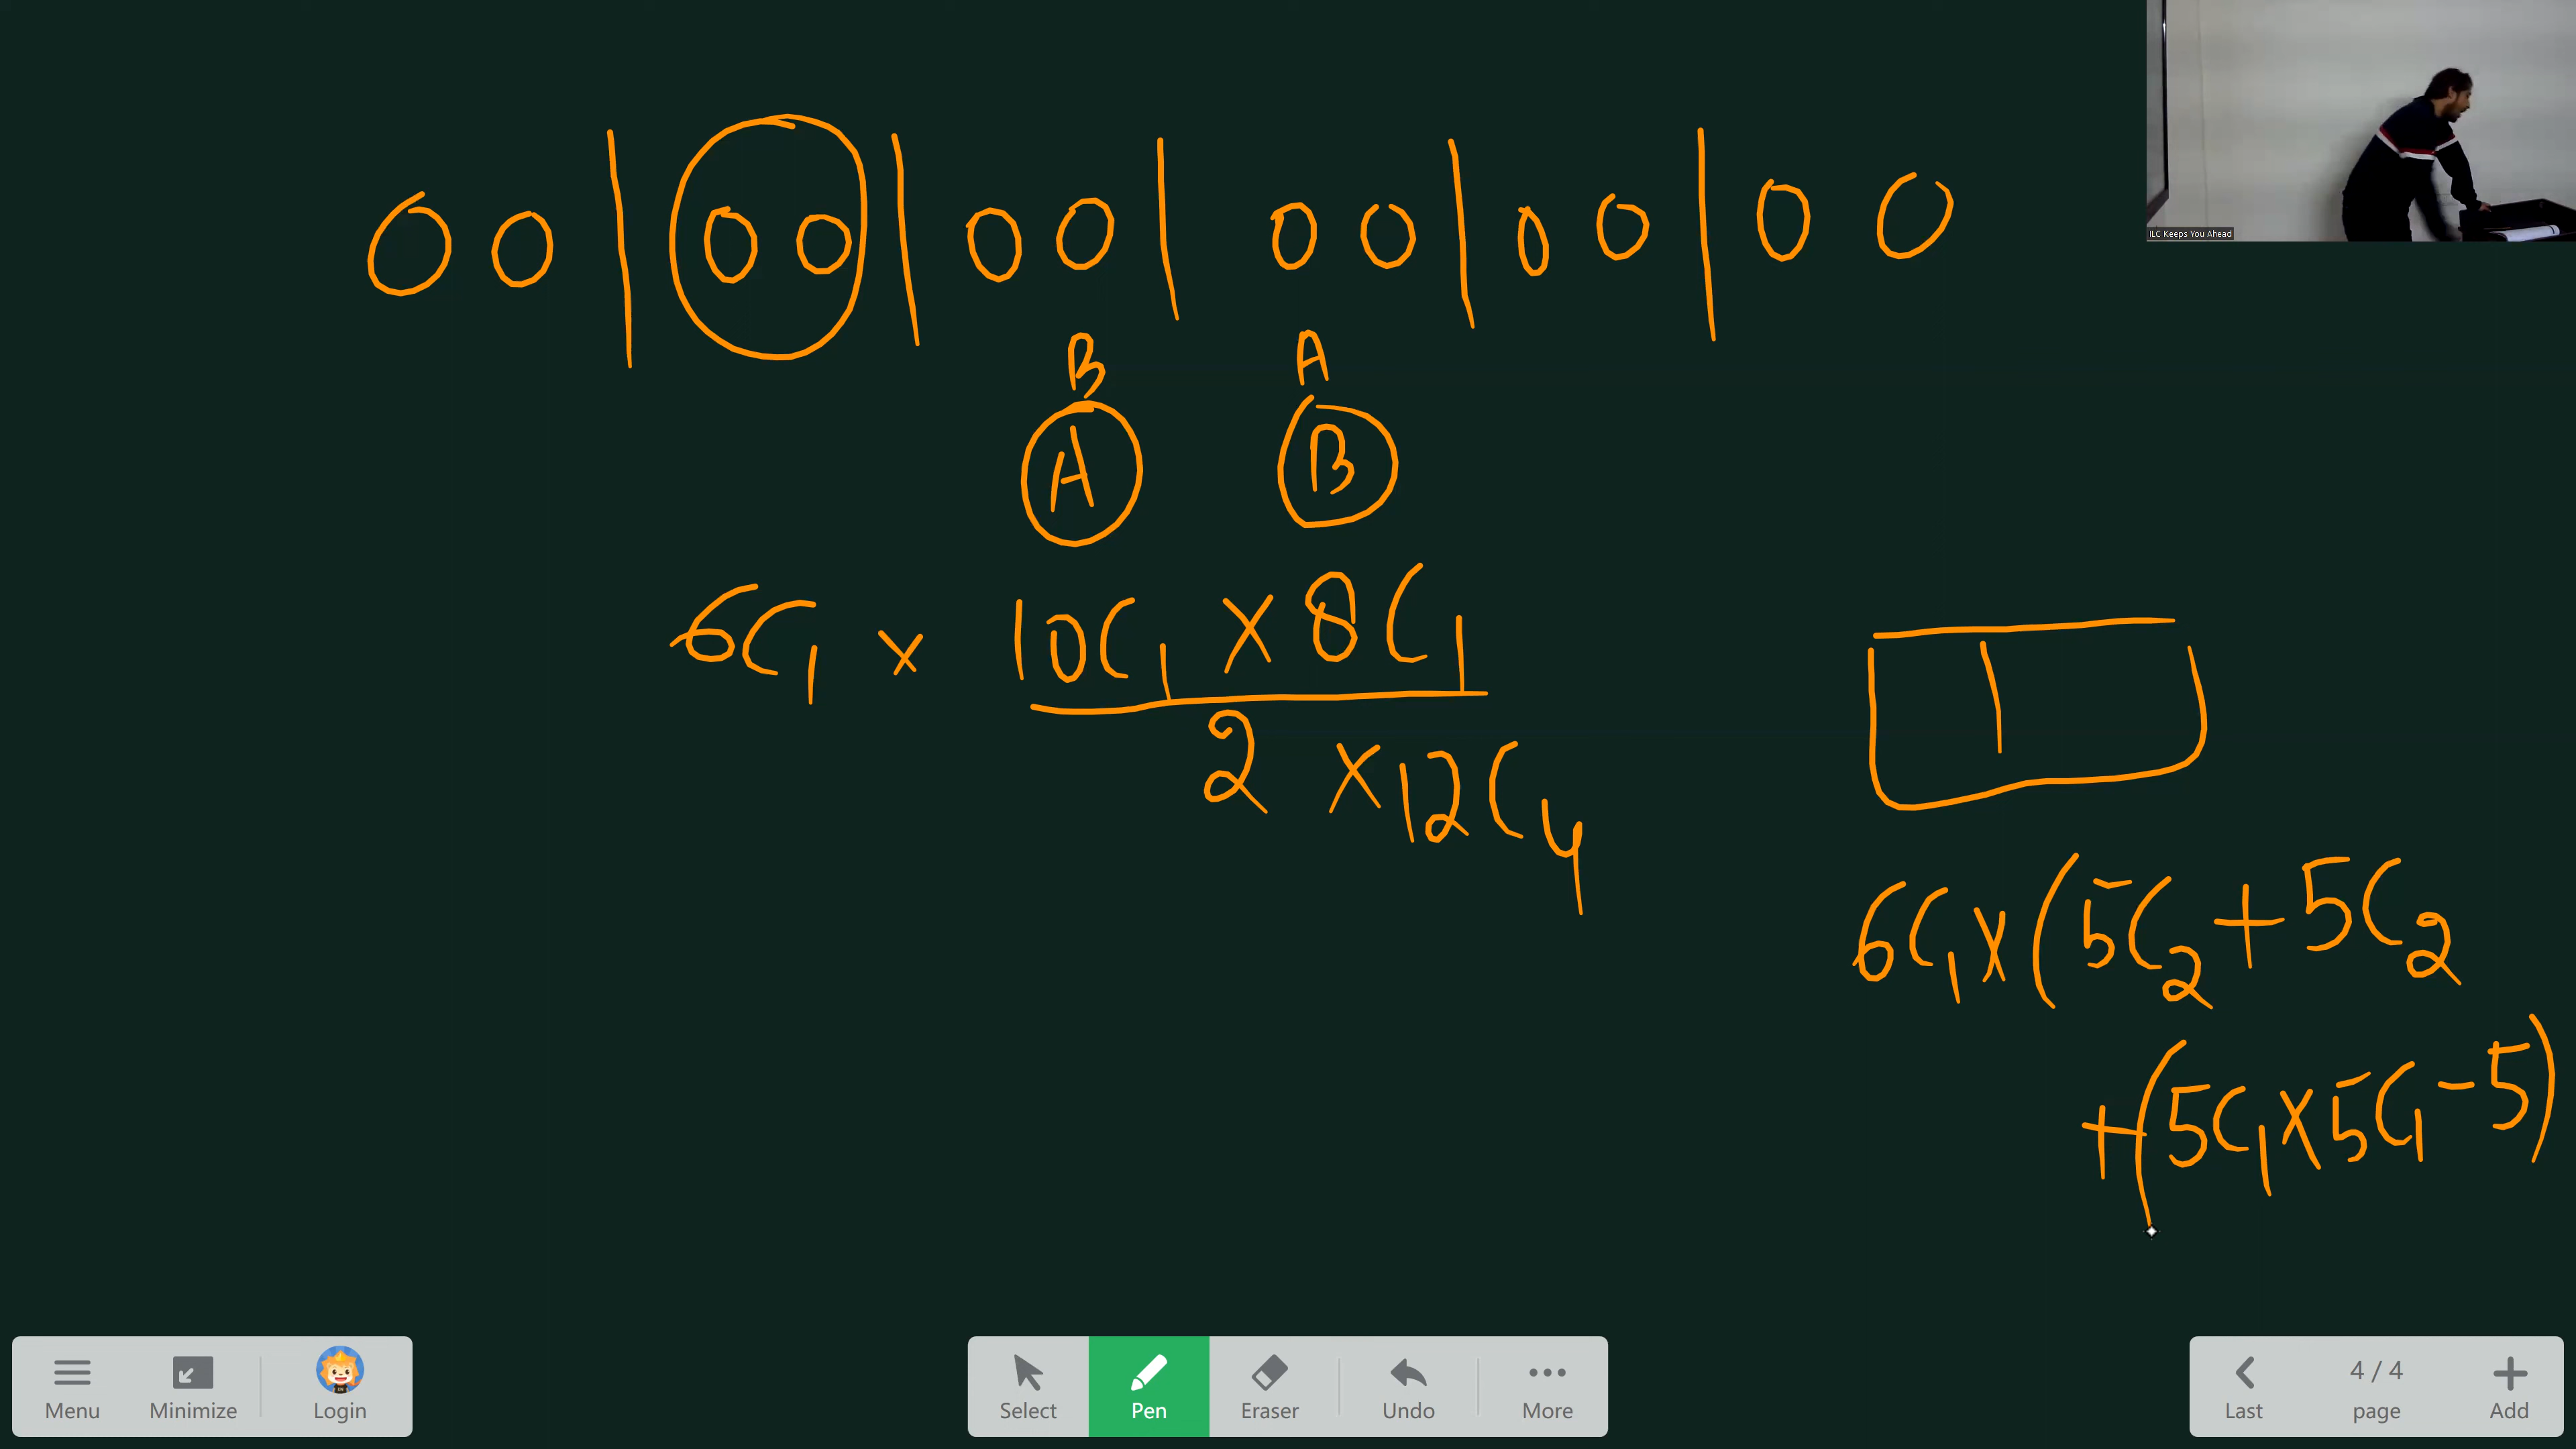 00 | 00 | 00 | 00 | 00 | 00
ILC Keeps You Ahead
B A
A B
6C1 x 10C1 x 8C1
2 x 12C4
6C1 x (5C2 + 5C2
+ (5C1 x 5C1 - 5)
Menu Minimize Login
Select Pen Eraser Undo More
4 / 4
Last page Add